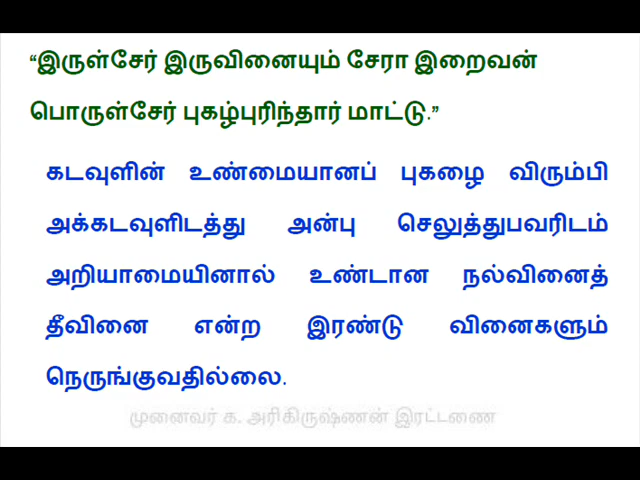 “இருள்சேர் இருவினையும் சேரா இறைவன்
பொருள்சேர் புகழ்புரிந்தார் மாட்டு.”
கடவுளின் உண்மையானப் புகழை விரும்பி
அக்கடவுளிடத்து அன்பு செலுத்துபவரிடம்
அறியாமையினால் உண்டான நல்வினைத்
தீவினை என்ற இரண்டு வினைகளும்
நெருங்குவதில்லை.
முனைவர் க. அரிகிருஷ்ணன் இரட்டணை